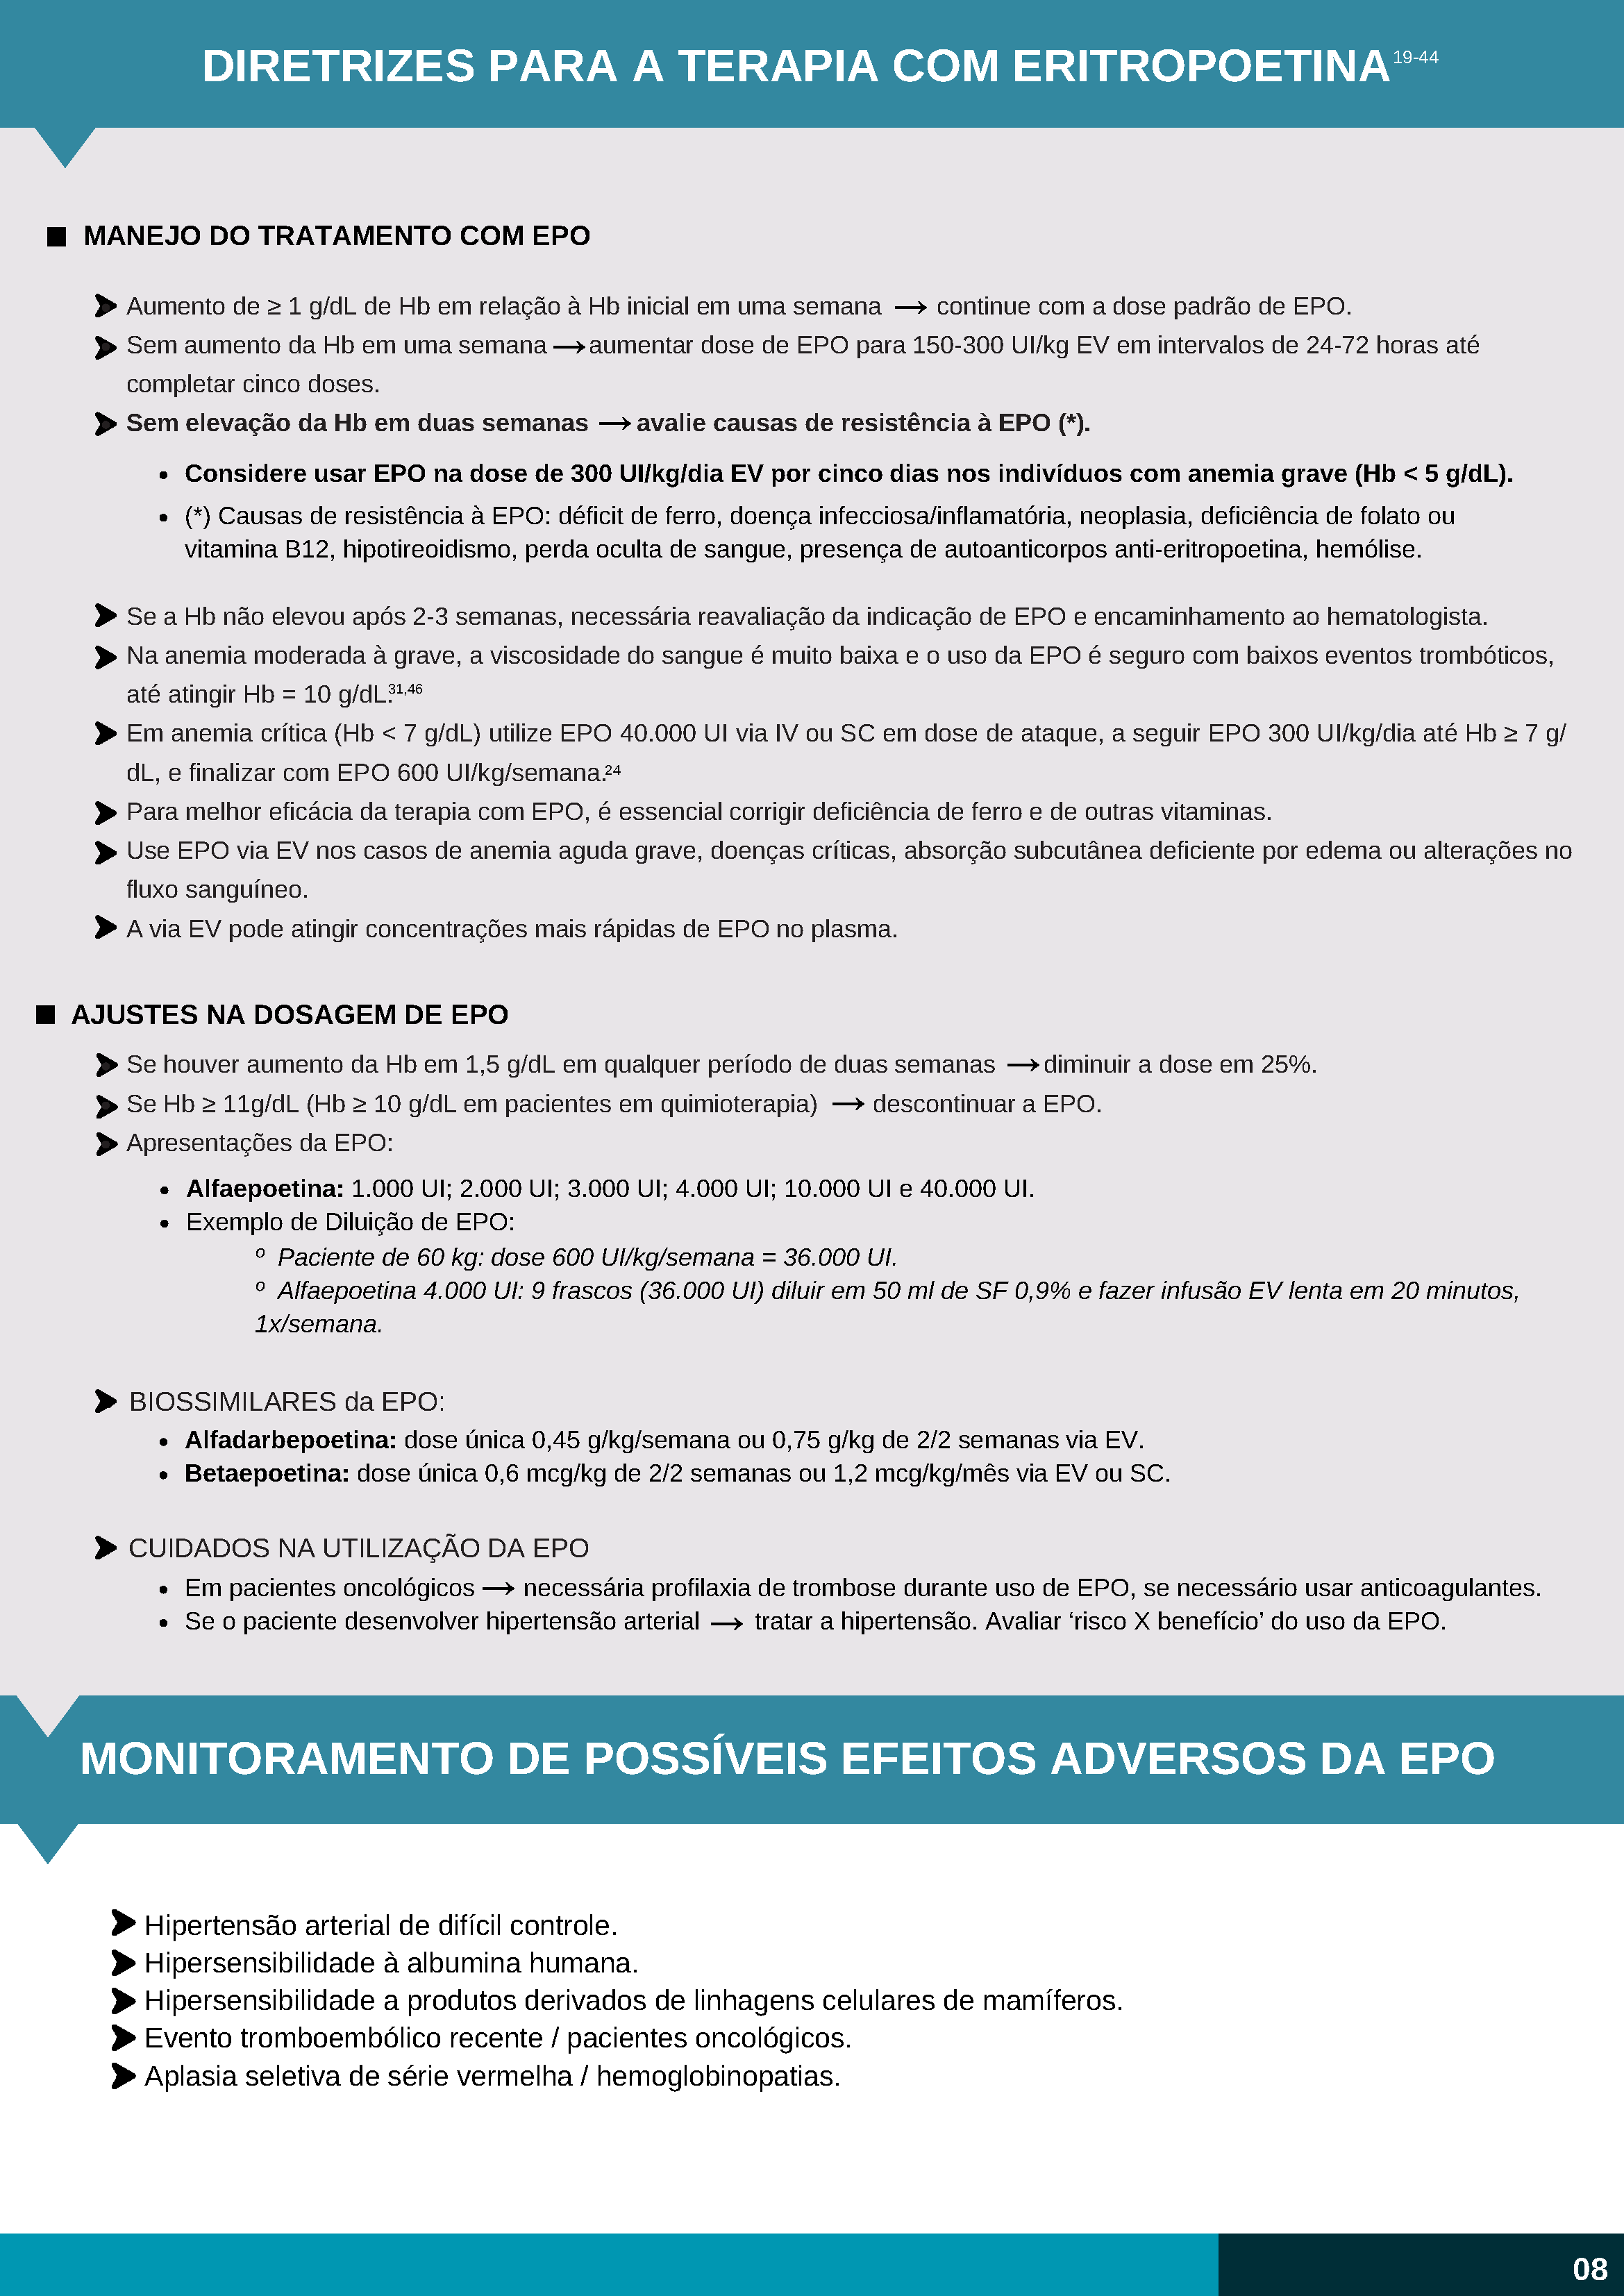 DIRETRIZES PARA A TERAPIA COM ERITROPOETINA19-44
■ MANEJO DO TRATAMENTO COM EPO
➤ Aumento de ≥ 1 g/dL de Hb em relação à Hb inicial em uma semana → continue com a dose padrão de EPO.
➤ Sem aumento da Hb em uma semana → aumentar dose de EPO para 150-300 UI/kg EV em intervalos de 24-72 horas até
completar cinco doses.
➤ Sem elevação da Hb em duas semanas → avalie causas de resistência à EPO (*).
• Considere usar EPO na dose de 300 UI/kg/dia EV por cinco dias nos indivíduos com anemia grave (Hb < 5 g/dL).
• (*) Causas de resistência à EPO: déficit de ferro, doença infecciosa/inflamatória, neoplasia, deficiência de folato ou
vitamina B12, hipotireoidismo, perda oculta de sangue, presença de autoanticorpos anti-eritropoetina, hemólise.
➤ Se a Hb não elevou após 2-3 semanas, necessária reavaliação da indicação de EPO e encaminhamento ao hematologista.
➤ Na anemia moderada à grave, a viscosidade do sangue é muito baixa e o uso da EPO é seguro com baixos eventos trombóticos,
até atingir Hb = 10 g/dL.31,46
➤ Em anemia crítica (Hb < 7 g/dL) utilize EPO 40.000 UI via IV ou SC em dose de ataque, a seguir EPO 300 UI/kg/dia até Hb ≥ 7 g/
dL, e finalizar com EPO 600 UI/kg/semana.24
➤ Para melhor eficácia da terapia com EPO, é essencial corrigir deficiência de ferro e de outras vitaminas.
➤ Use EPO via EV nos casos de anemia aguda grave, doenças críticas, absorção subcutânea deficiente por edema ou alterações no
fluxo sanguíneo.
➤ A via EV pode atingir concentrações mais rápidas de EPO no plasma.
■ AJUSTES NA DOSAGEM DE EPO
➤ Se houver aumento da Hb em 1,5 g/dL em qualquer período de duas semanas → diminuir a dose em 25%.
➤ Se Hb ≥ 11g/dL (Hb ≥ 10 g/dL em pacientes em quimioterapia) → descontinuar a EPO.
➤ Apresentações da EPO:
• Alfaepoetina: 1.000 UI; 2.000 UI; 3.000 UI; 4.000 UI; 10.000 UI e 40.000 UI.
• Exemplo de Diluição de EPO:
º Paciente de 60 kg: dose 600 UI/kg/semana = 36.000 UI.
º Alfaepoetina 4.000 UI: 9 frascos (36.000 UI) diluir em 50 ml de SF 0,9% e fazer infusão EV lenta em 20 minutos,
1x/semana.
➤ BIOSSIMILARES da EPO:
• Alfadarbepoetina: dose única 0,45 g/kg/semana ou 0,75 g/kg de 2/2 semanas via EV.
• Betaepoetina: dose única 0,6 mcg/kg de 2/2 semanas ou 1,2 mcg/kg/mês via EV ou SC.
➤ CUIDADOS NA UTILIZAÇÃO DA EPO
• Em pacientes oncológicos → necessária profilaxia de trombose durante uso de EPO, se necessário usar anticoagulantes.
• Se o paciente desenvolver hipertensão arterial → tratar a hipertensão. Avaliar ‘risco X benefício’ do uso da EPO.
MONITORAMENTO DE POSSÍVEIS EFEITOS ADVERSOS DA EPO
➤ Hipertensão arterial de difícil controle.
➤ Hipersensibilidade à albumina humana.
➤ Hipersensibilidade a produtos derivados de linhagens celulares de mamíferos.
➤ Evento tromboembólico recente / pacientes oncológicos.
➤ Aplasia seletiva de série vermelha / hemoglobinopatias.
08